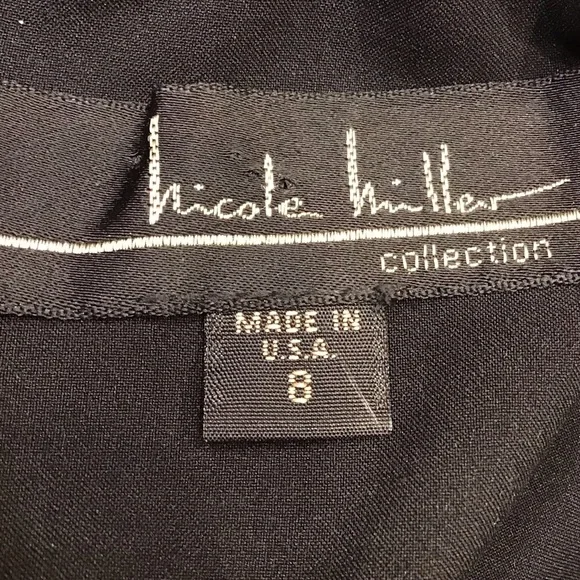 Nicole Miller
collection
MADE IN
U.S.A.
8